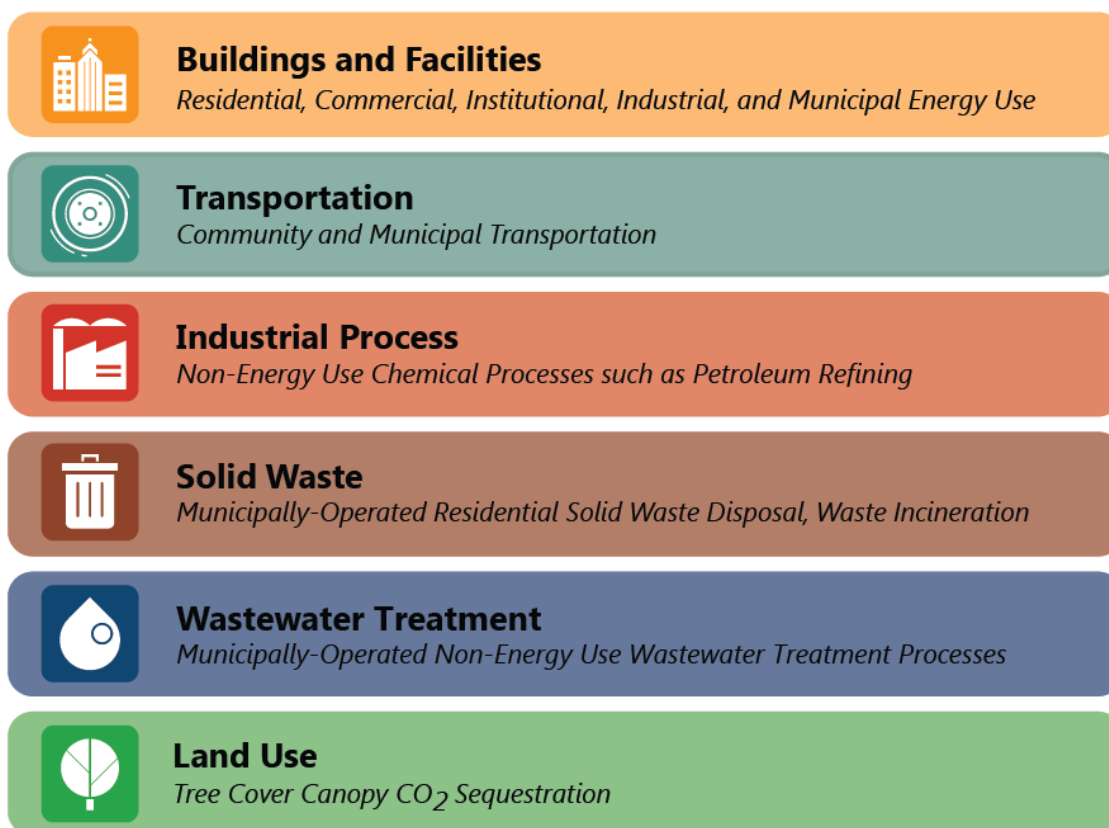 Buildings and Facilities
Residential, Commercial, Institutional, Industrial, and Municipal Energy Use
Transportation
Community and Municipal Transportation
Industrial Process
Non-Energy Use Chemical Processes such as Petroleum Refining
Solid Waste
Municipally-Operated Residential Solid Waste Disposal, Waste Incineration
Wastewater Treatment
Municipally-Operated Non-Energy Use Wastewater Treatment Processes
Land Use
Tree Cover Canopy CO2 Sequestration